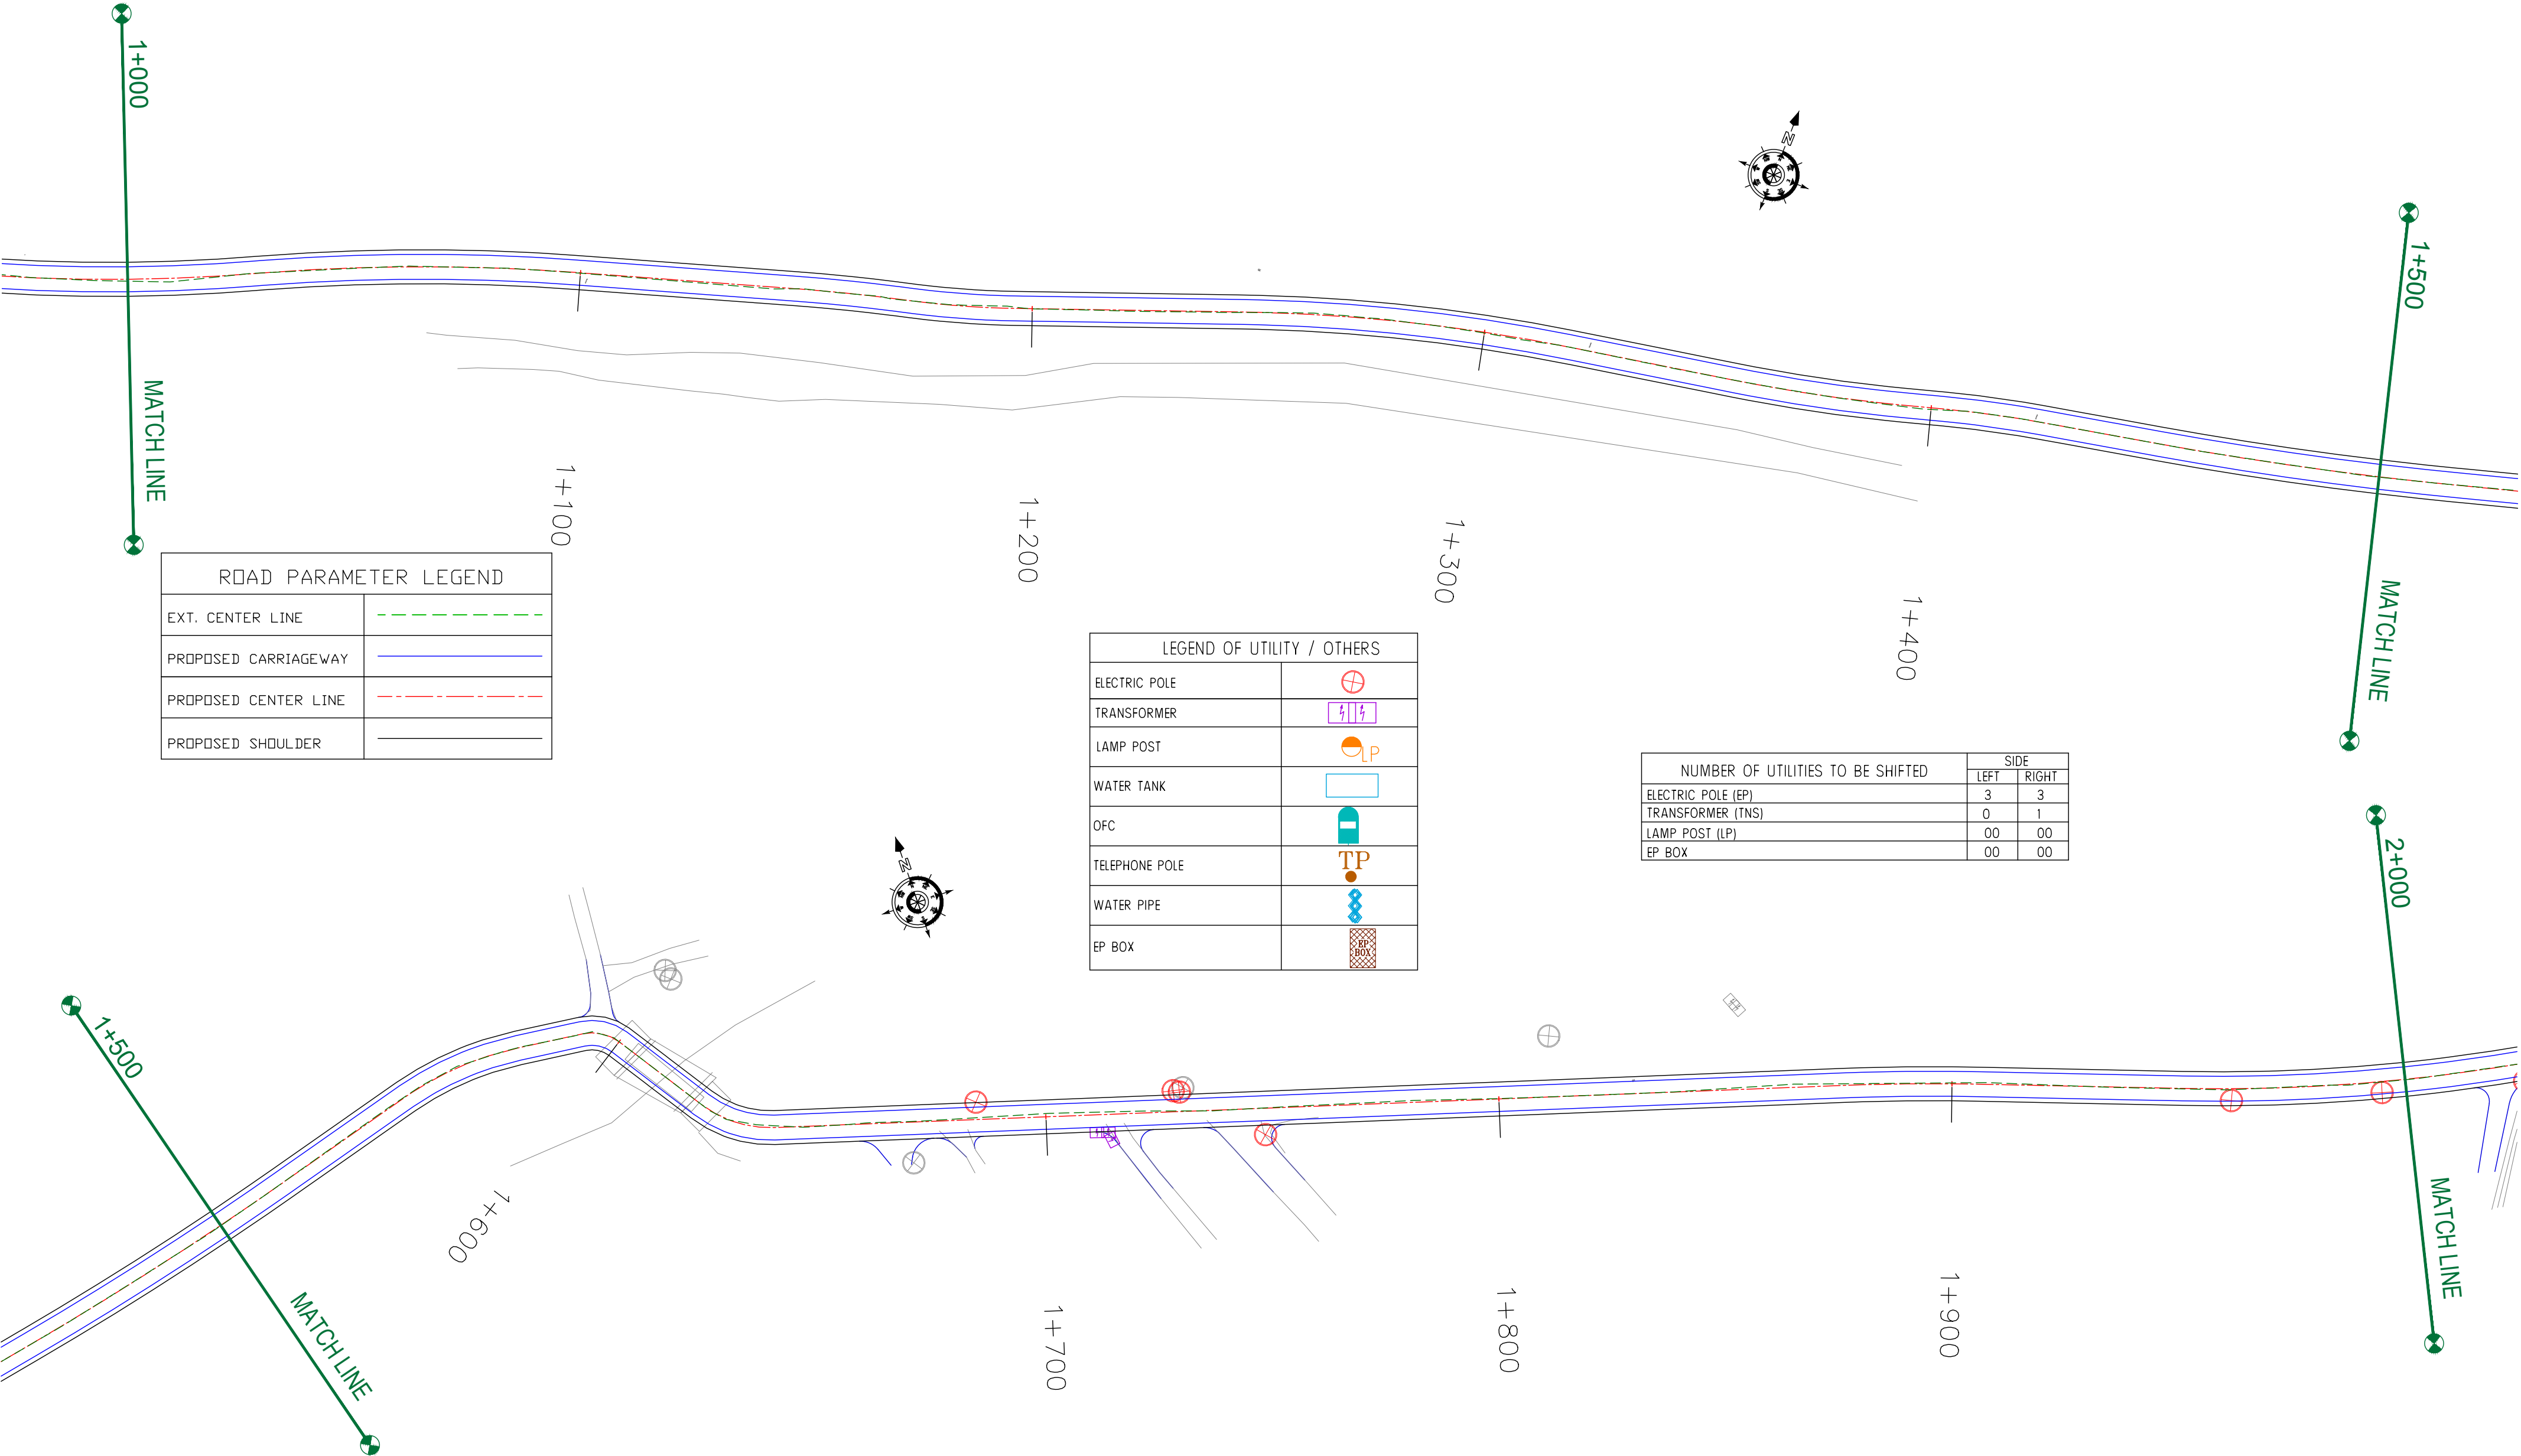 1+000
MATCH LINE
N
1+500
MATCH LINE
1+100
1+200
1+300
1+400
ROAD PARAMETER LEGEND
EXT. CENTER LINE
PROPOSED CARRIAGEWAY
PROPOSED CENTER LINE
PROPOSED SHOULDER
LEGEND OF UTILITY / OTHERS
ELECTRIC POLE
TRANSFORMER
LAMP POST LP
WATER TANK
OFC
TELEPHONE POLE TP
WATER PIPE
EP BOX EP BOX
NUMBER OF UTILITIES TO BE SHIFTED SIDE
LEFT RIGHT
ELECTRIC POLE (EP) 3 3
TRANSFORMER (TNS) 0 1
LAMP POST (LP) 00 00
EP BOX 00 00
N
1+500
MATCH LINE
1+600
1+700
1+800
1+900
2+000
MATCH LINE